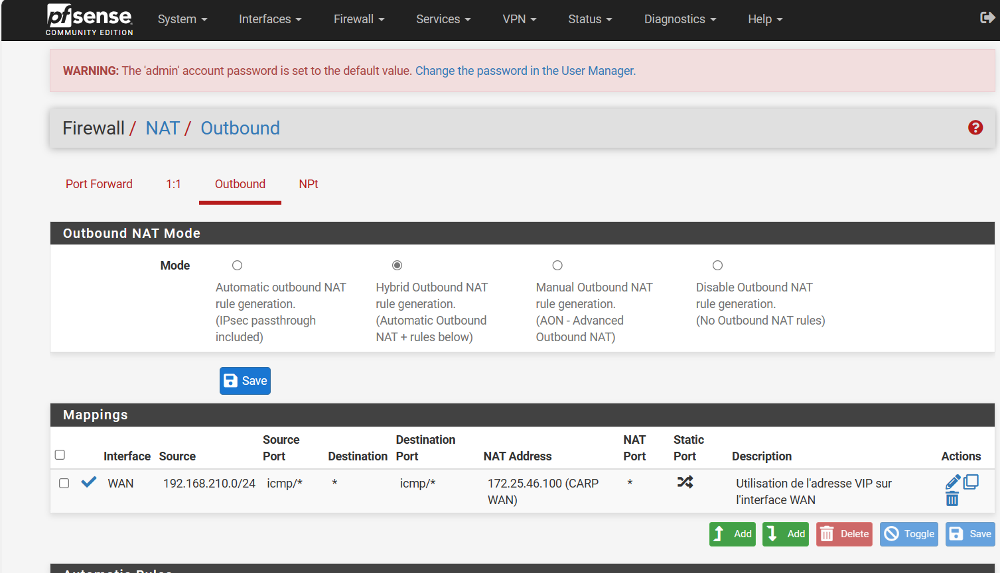 pfsense
COMMUNITY EDITION
System Interfaces Firewall Services VPN Status Diagnostics Help
WARNING: The 'admin' account password is set to the default value. Change the password in the User Manager.
Firewall / NAT / Outbound
?
Port Forward 1:1 Outbound NPt
Outbound NAT Mode
Mode
Automatic outbound NAT
rule generation.
(IPsec passthrough
included)
Hybrid Outbound NAT
rule generation.
(Automatic Outbound
NAT + rules below)
Manual Outbound NAT
rule generation.
(AON - Advanced
Outbound NAT)
Disable Outbound NAT
rule generation.
(No Outbound NAT rules)
Save
Mappings
Interface Source Source Port Destination Destination Port NAT Address NAT Port Static Port Description Actions
WAN 192.168.210.0/24 icmp/* * icmp/* 172.25.46.100 (CARP WAN) * Utilisation de l'adresse VIP sur l'interface WAN
Add Add Delete Toggle Save
Automatic Rules